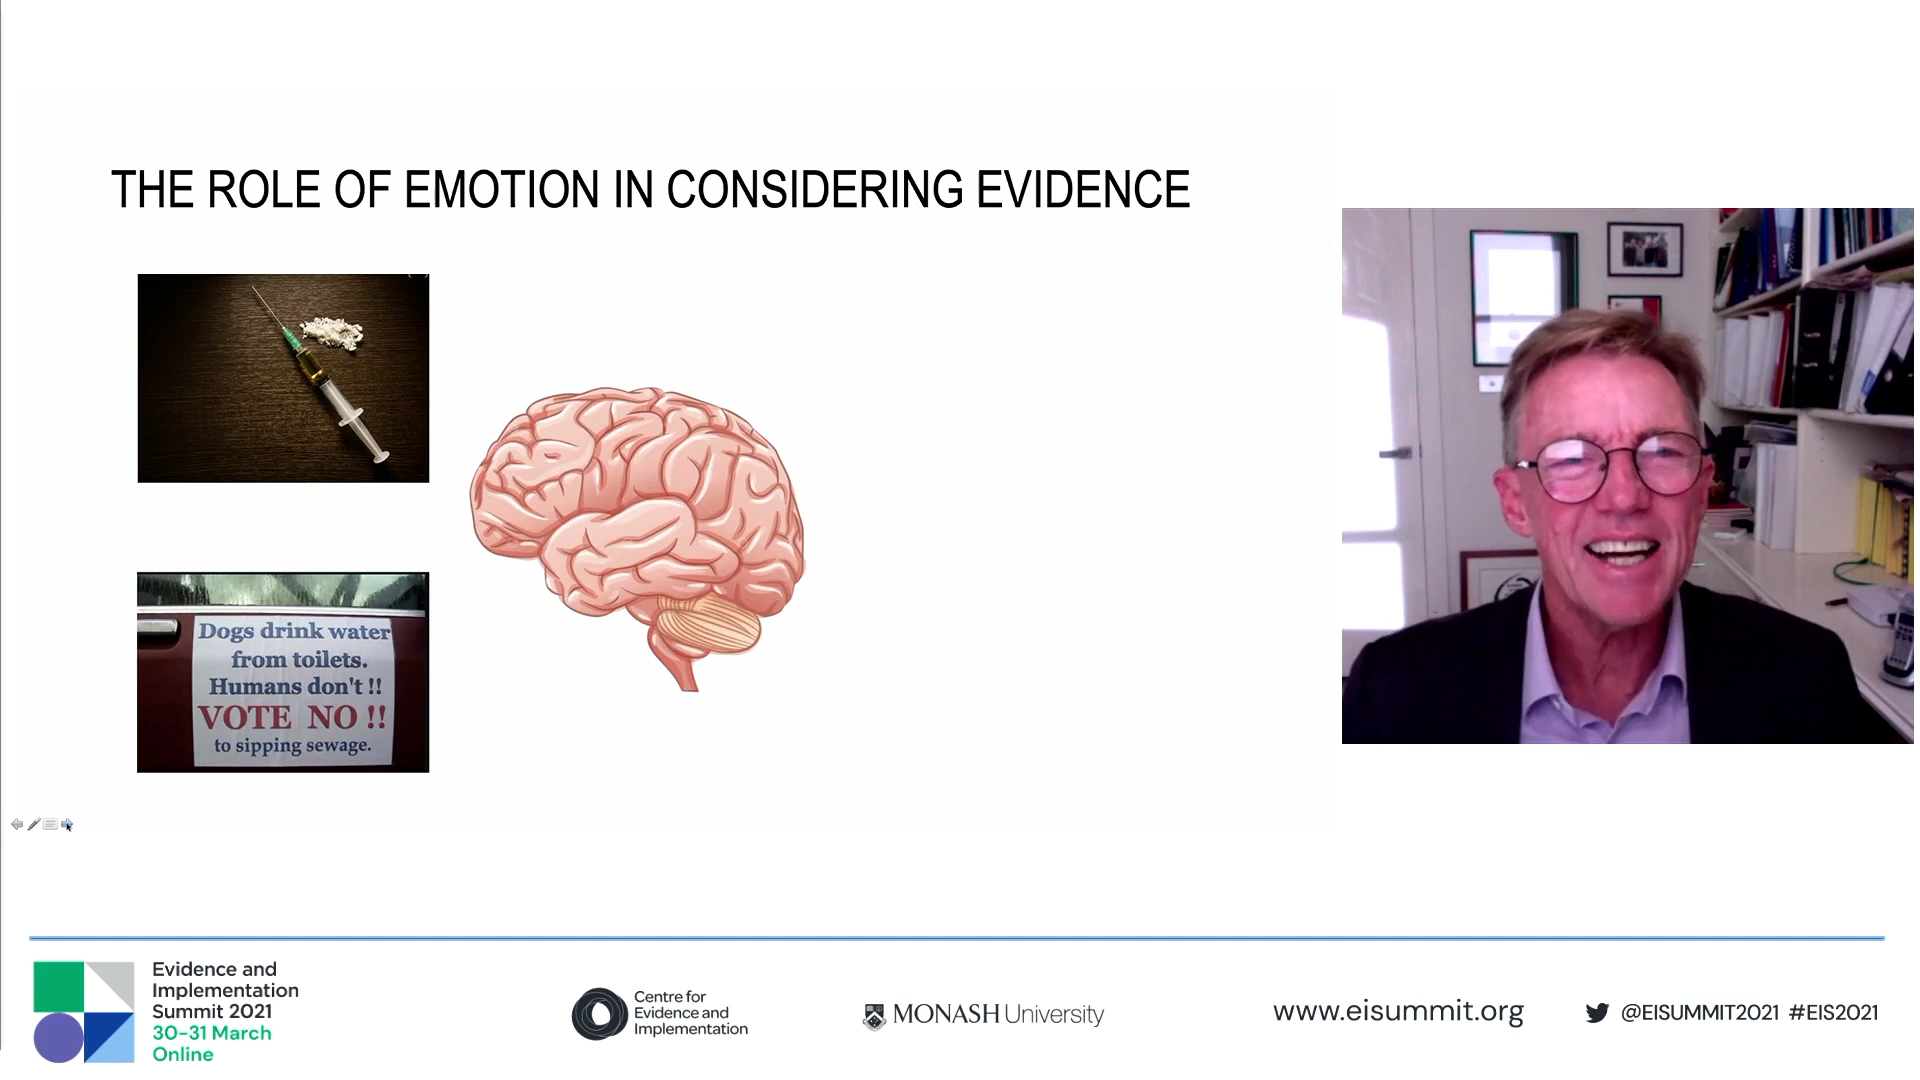 THE ROLE OF EMOTION IN CONSIDERING EVIDENCE
Dogs drink water
from toilets.
Humans don't !!
VOTE NO !!
to sipping sewage.
Evidence and
Implementation
Summit 2021
30–31 March
Online
Centre for
Evidence and
Implementation
MONASH University
www.eisummit.org
@EISUMMIT2021 #EIS2021